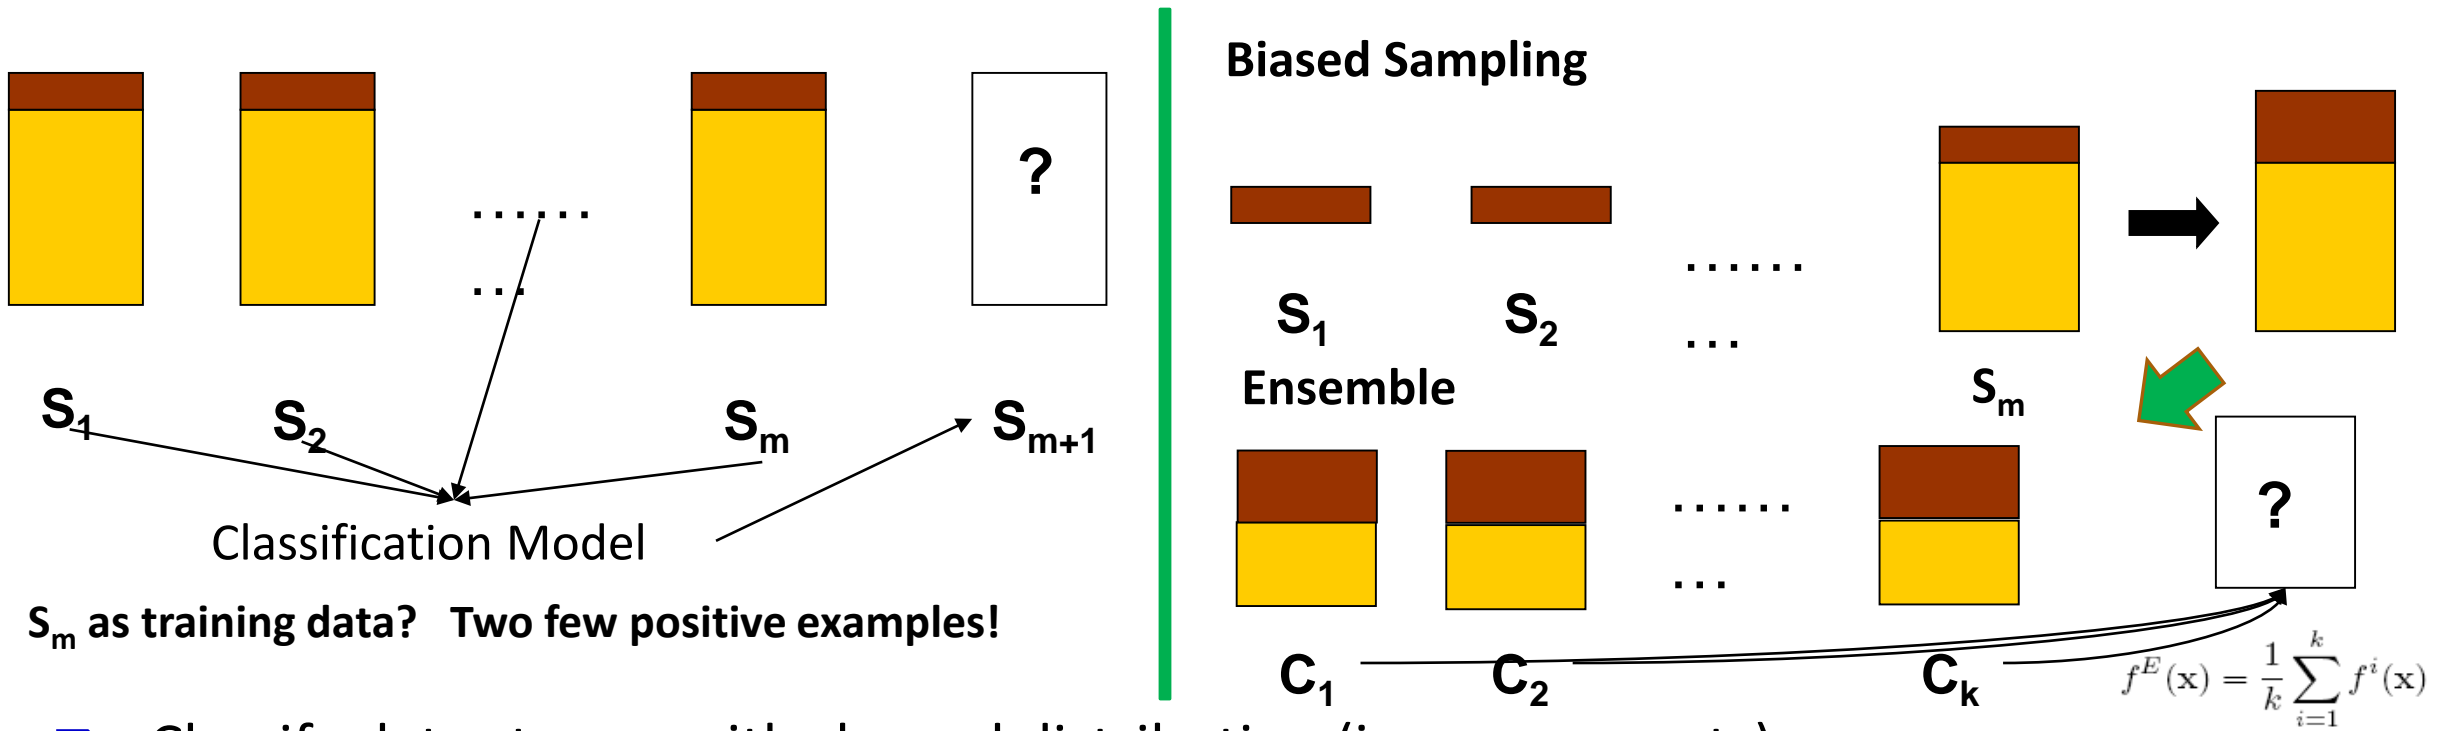 ?
......
...
S1
S2
Sm
Sm+1
Classification Model
Sm as training data? Two few positive examples!
Biased Sampling
......
...
S1
S2
Sm
Ensemble
?
......
...
C1
C2
Ck
f^E(x) = 1/k ∑_{i=1}^{k} f^i(x)